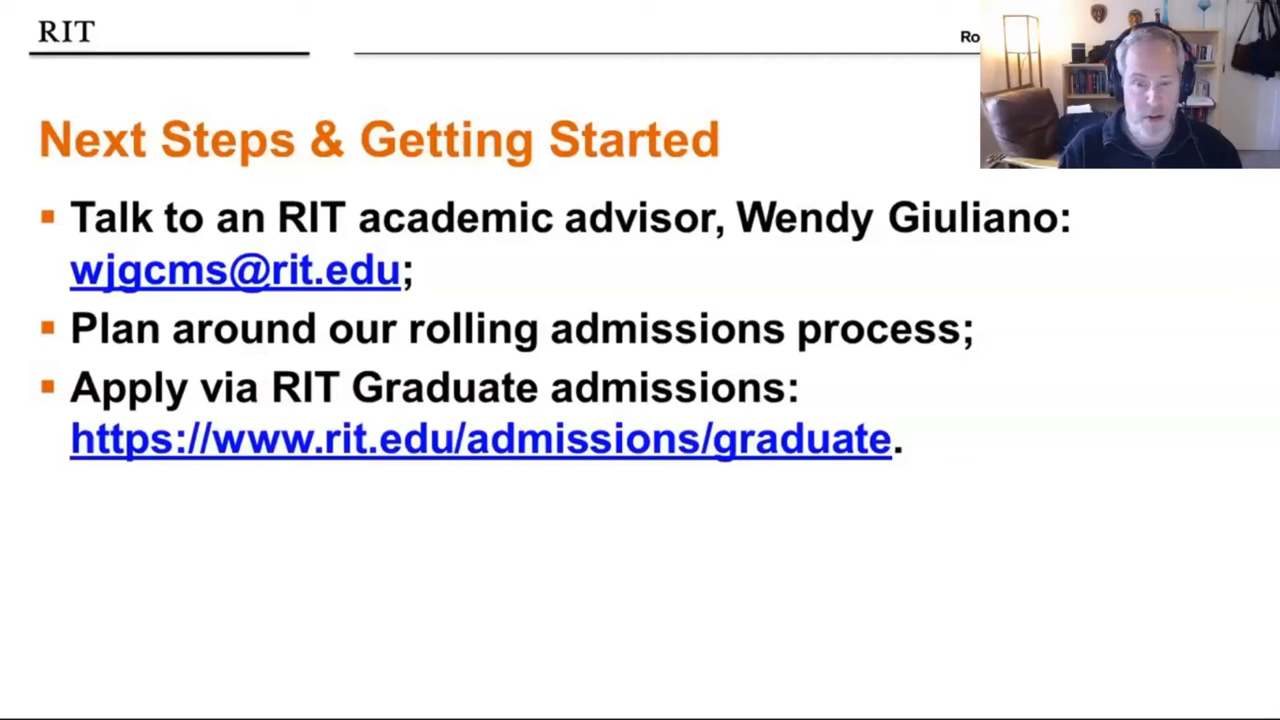 RIT
Next Steps & Getting Started
Talk to an RIT academic advisor, Wendy Giuliano:
wjgcms@rit.edu;
Plan around our rolling admissions process;
Apply via RIT Graduate admissions:
https://www.rit.edu/admissions/graduate.